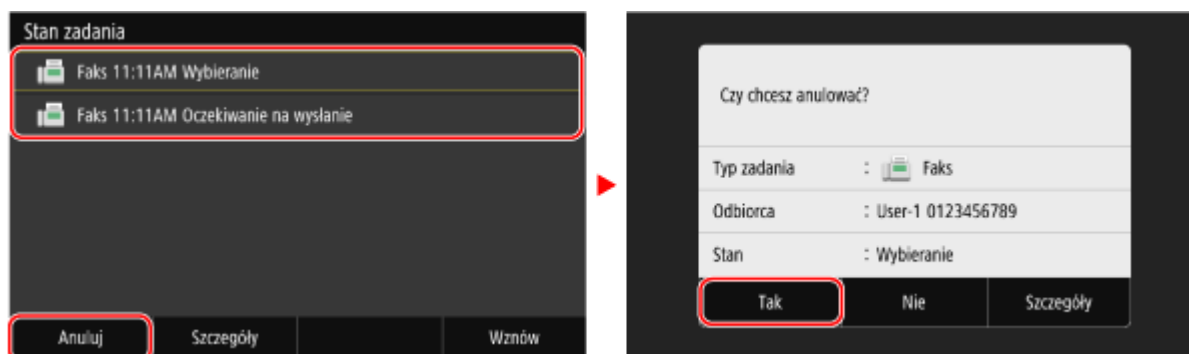 Stan zadania
Faks 11:11AM Wybieranie
Faks 11:11AM Oczekiwanie na wysłanie
Anuluj Szczegóły Wznów
Czy chcesz anulować?
Typ zadania : Faks
Odbiorca : User-1 0123456789
Stan : Wybieranie
Tak Nie Szczegóły